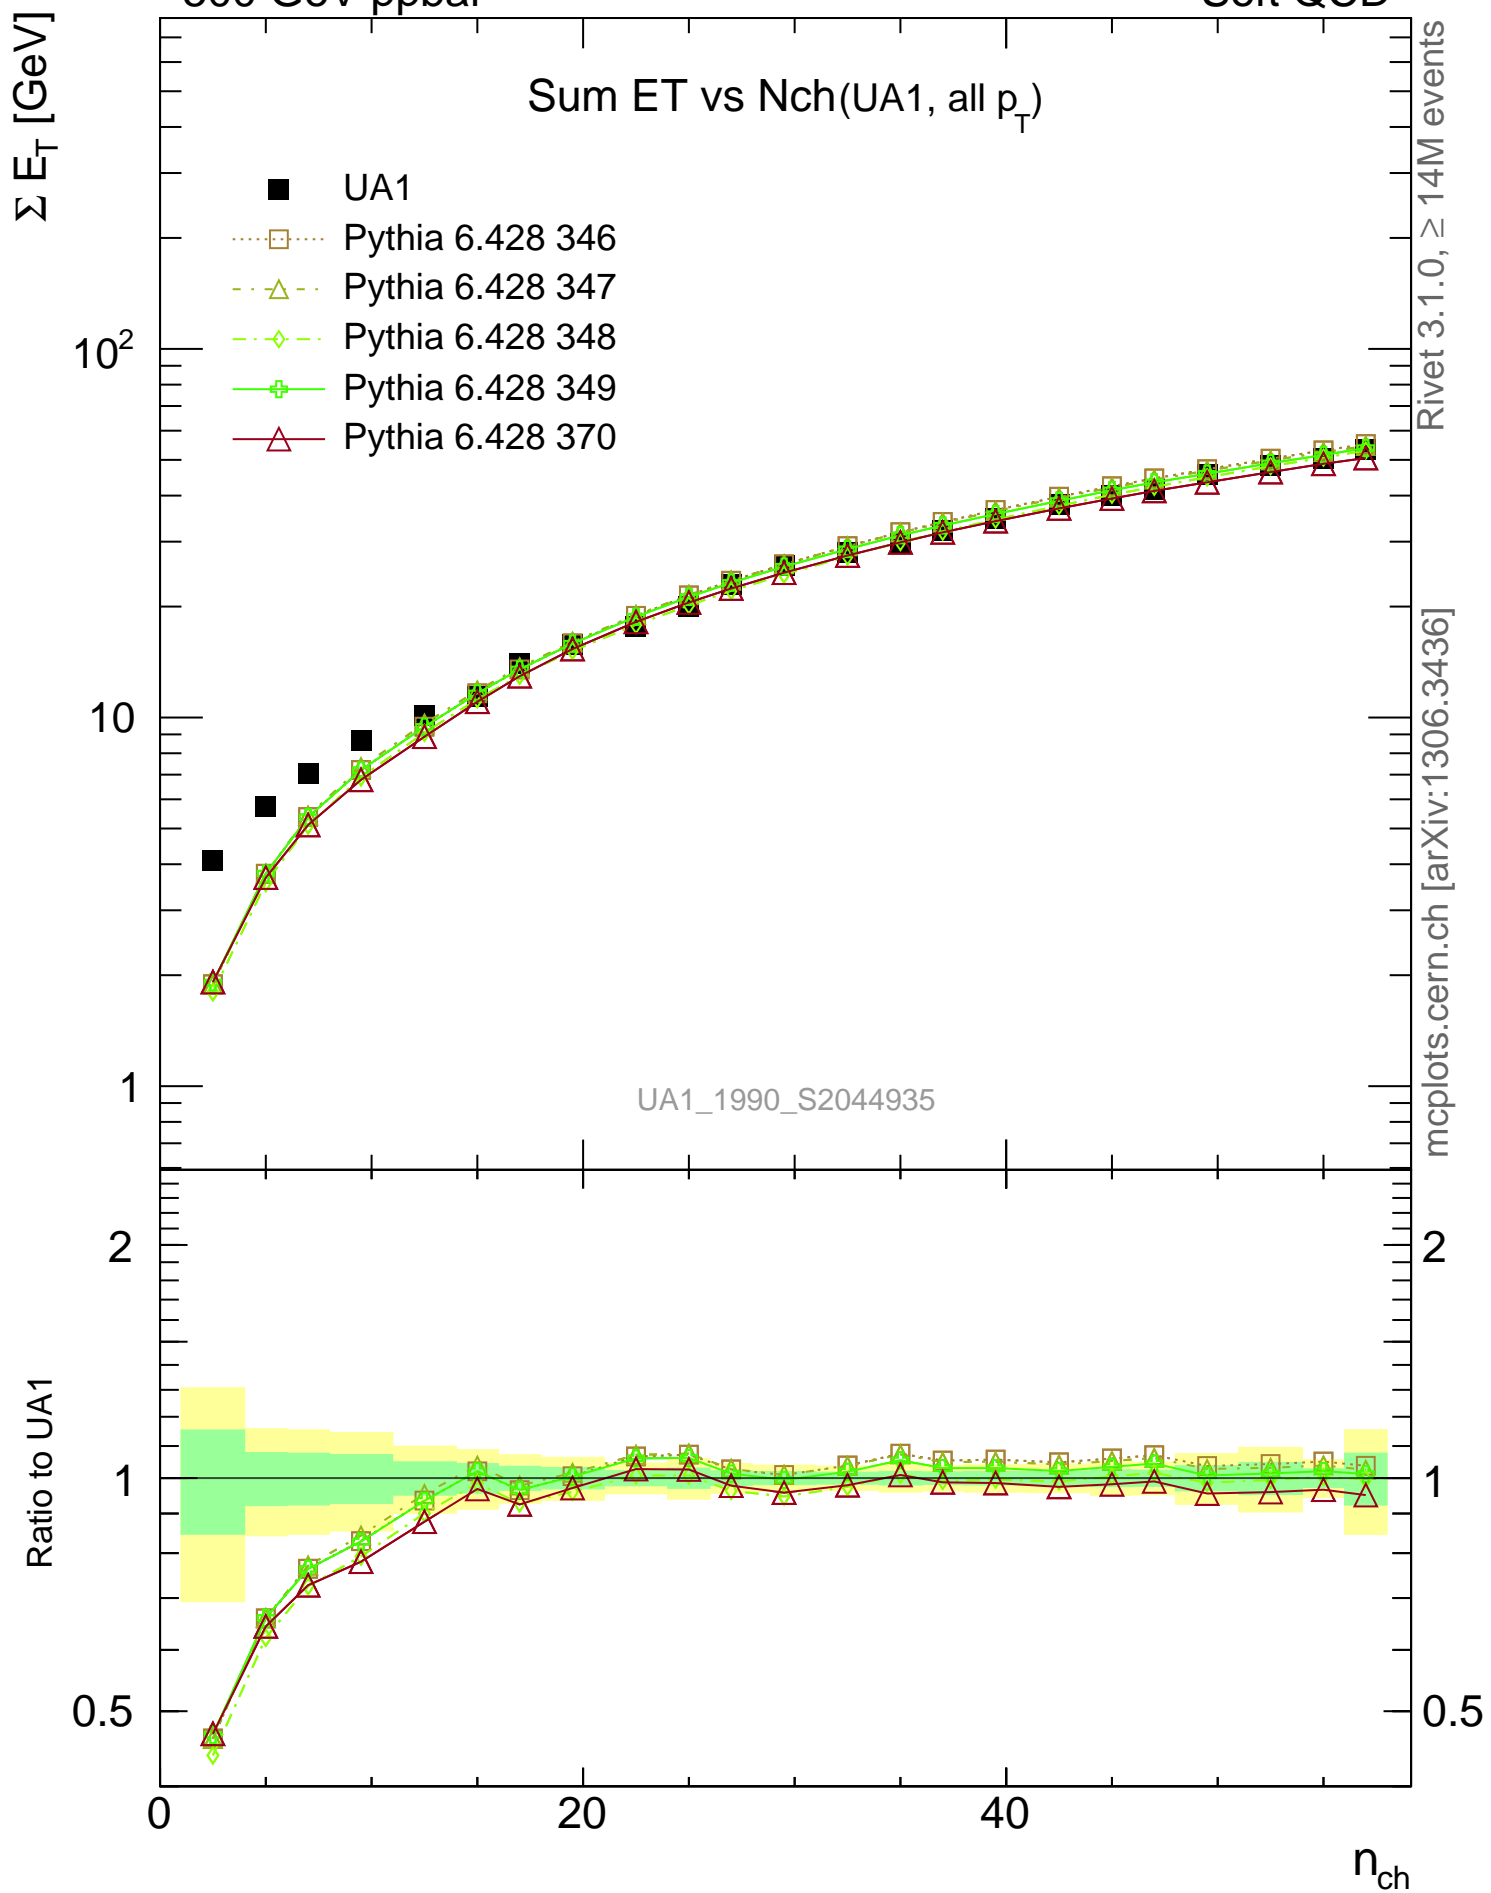 Soft QCD
Σ E_T [GeV]
Sum ET vs Nch (UA1, all p_T)
UA1
Pythia 6.428 346
Pythia 6.428 347
Pythia 6.428 348
Pythia 6.428 349
Pythia 6.428 370
10²
10
1
UA1_1990_S2044935
Rivet 3.1.0, ≥ 14M events
mcplots.cern.ch [arXiv:1306.3436]
Ratio to UA1
2
1
0.5
2
1
0.5
0
20
40
n_ch